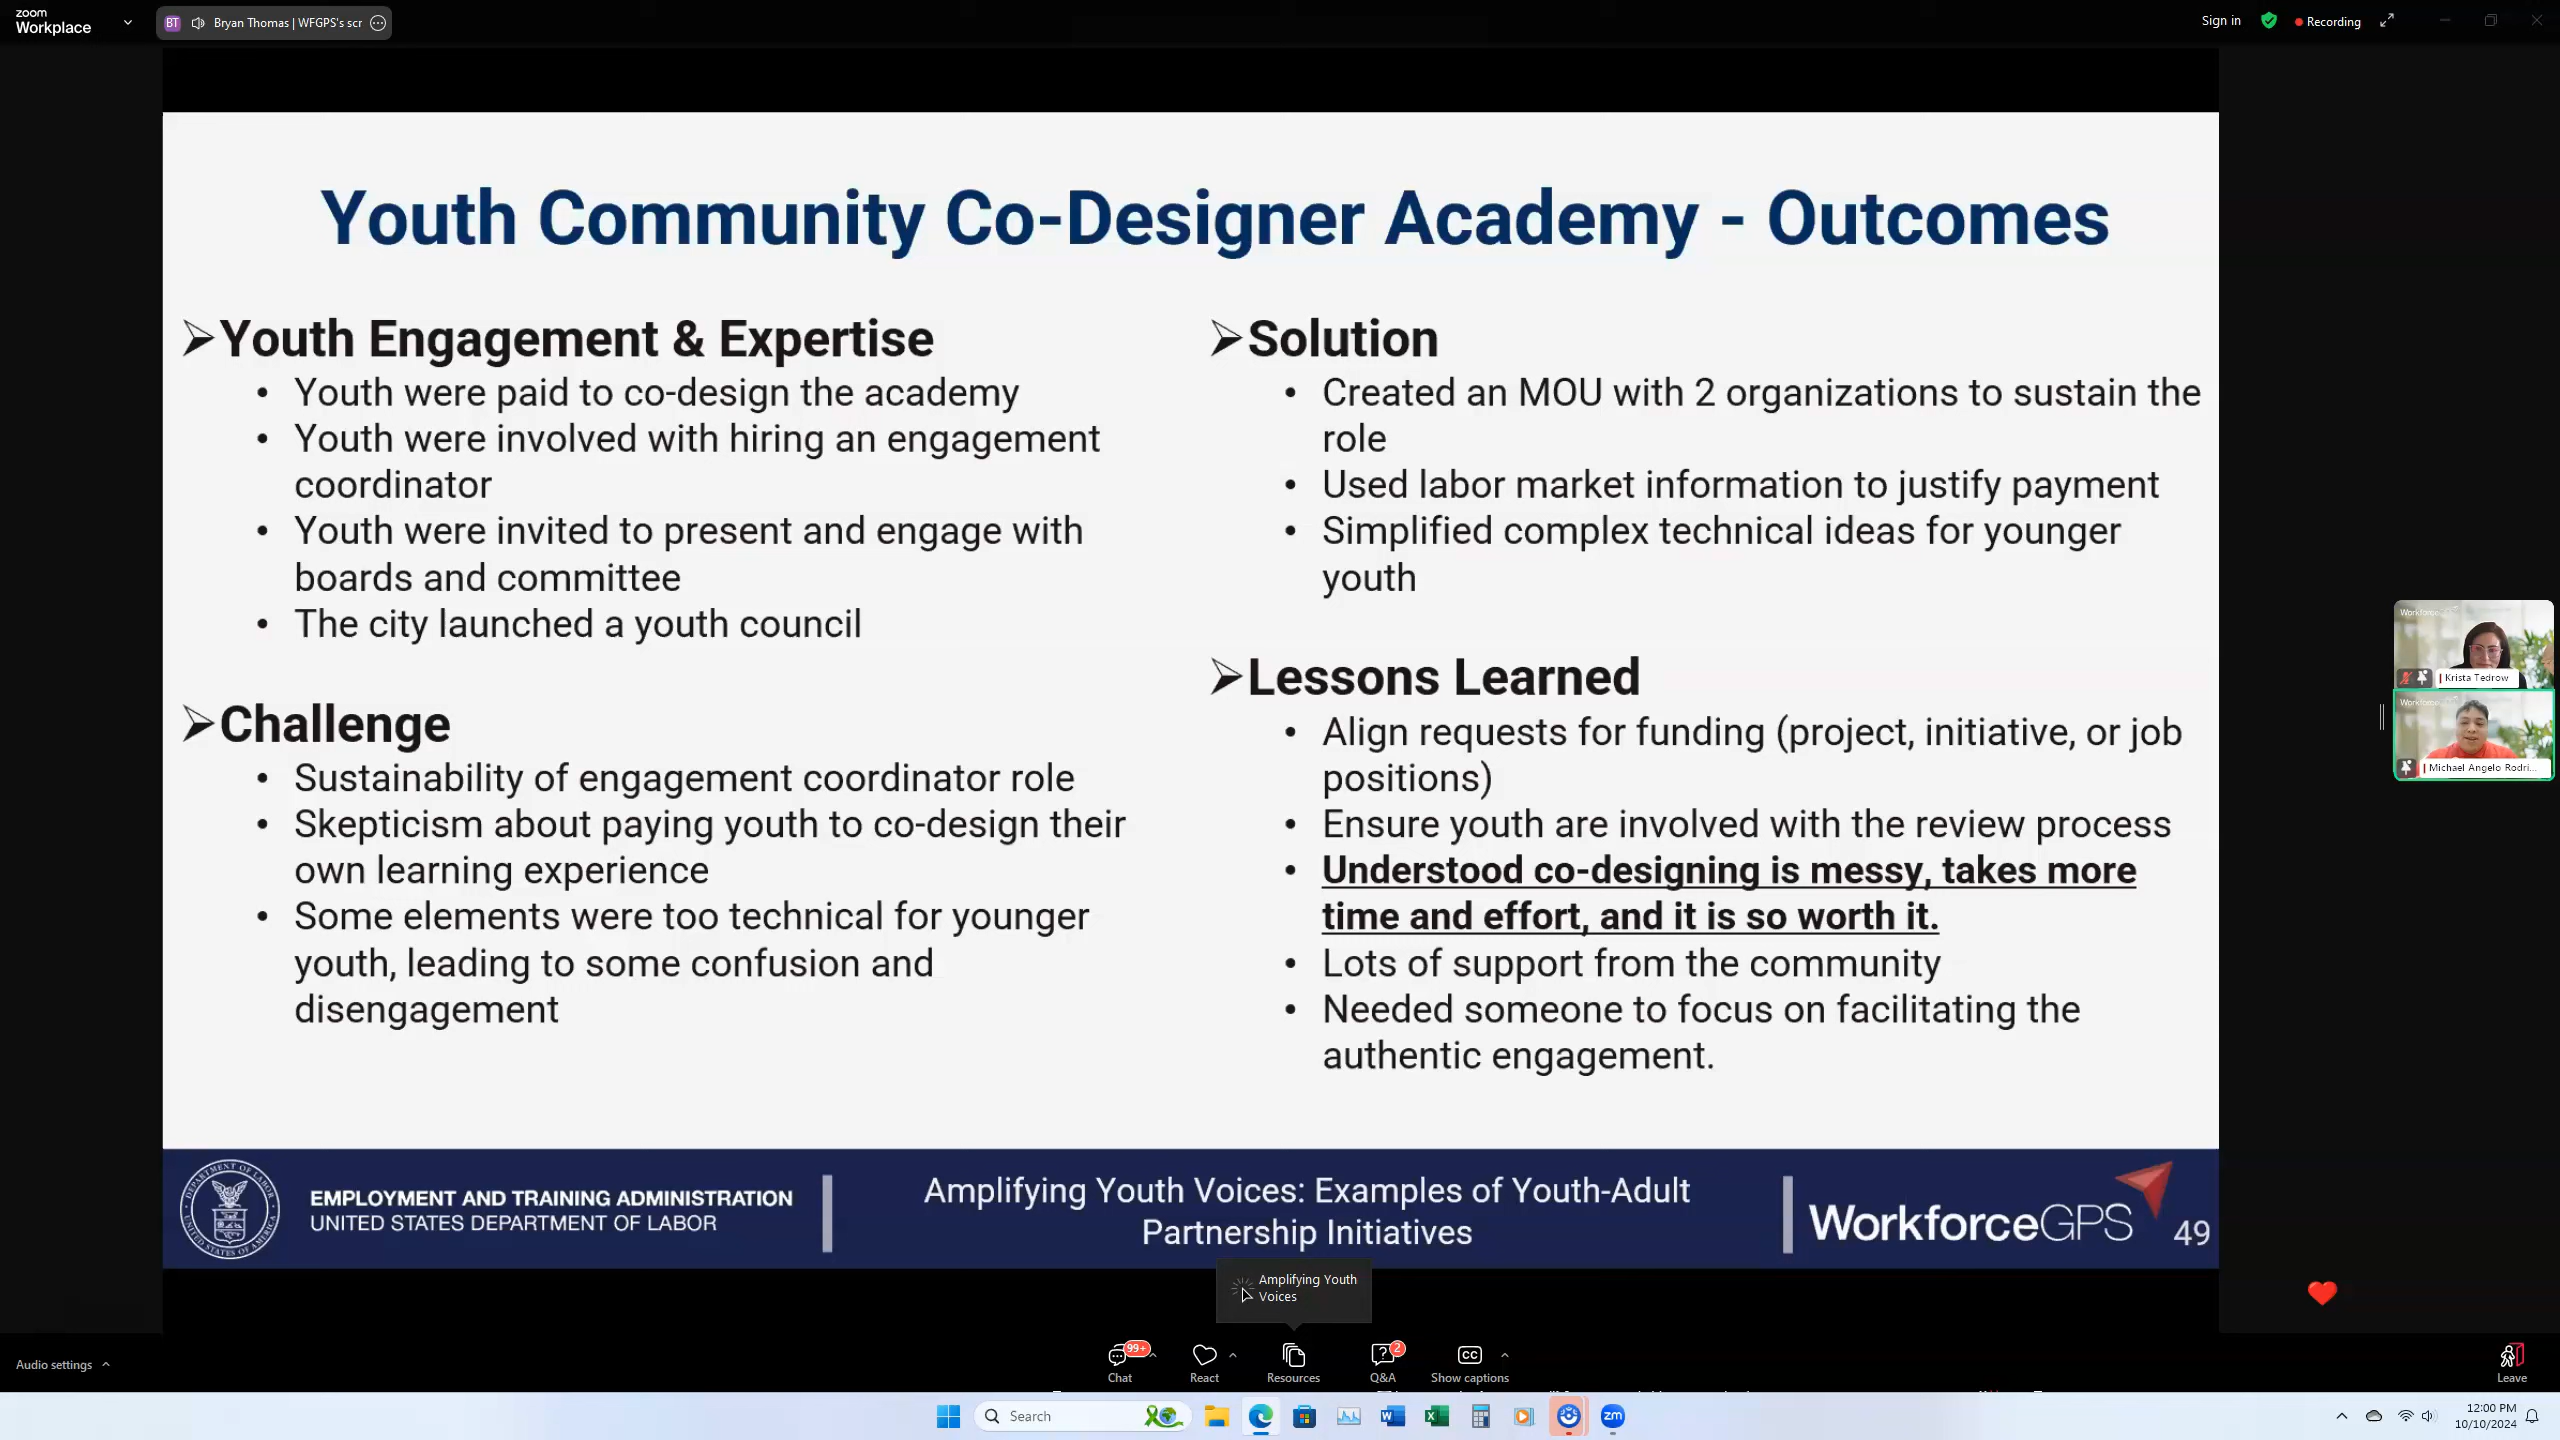 zoom
Workplace
BT
Bryan Thomas | WFGPS's scr
Sign in
Recording
Youth Community Co-Designer Academy - Outcomes
Youth Engagement & Expertise
• Youth were paid to co-design the academy
• Youth were involved with hiring an engagement
coordinator
• Youth were invited to present and engage with
boards and committee
• The city launched a youth council
Challenge
• Sustainability of engagement coordinator role
• Skepticism about paying youth to co-design their
own learning experience
• Some elements were too technical for younger
youth, leading to some confusion and
disengagement
Solution
• Created an MOU with 2 organizations to sustain the
role
• Used labor market information to justify payment
• Simplified complex technical ideas for younger
youth
Lessons Learned
• Align requests for funding (project, initiative, or job
positions)
• Ensure youth are involved with the review process
• Understood co-designing is messy, takes more
time and effort, and it is so worth it.
• Lots of support from the community
• Needed someone to focus on facilitating the
authentic engagement.
Krista Tedrow
Michael Angelo Rodri...
EMPLOYMENT AND TRAINING ADMINISTRATION
UNITED STATES DEPARTMENT OF LABOR
Amplifying Youth Voices: Examples of Youth-Adult
Partnership Initiatives
WorkforceGPS
49
Amplifying Youth
Voices
Audio settings
99+
Chat
React
Resources
2
Q&A
CC
Show captions
Leave
Search
zm
12:00 PM
10/10/2024